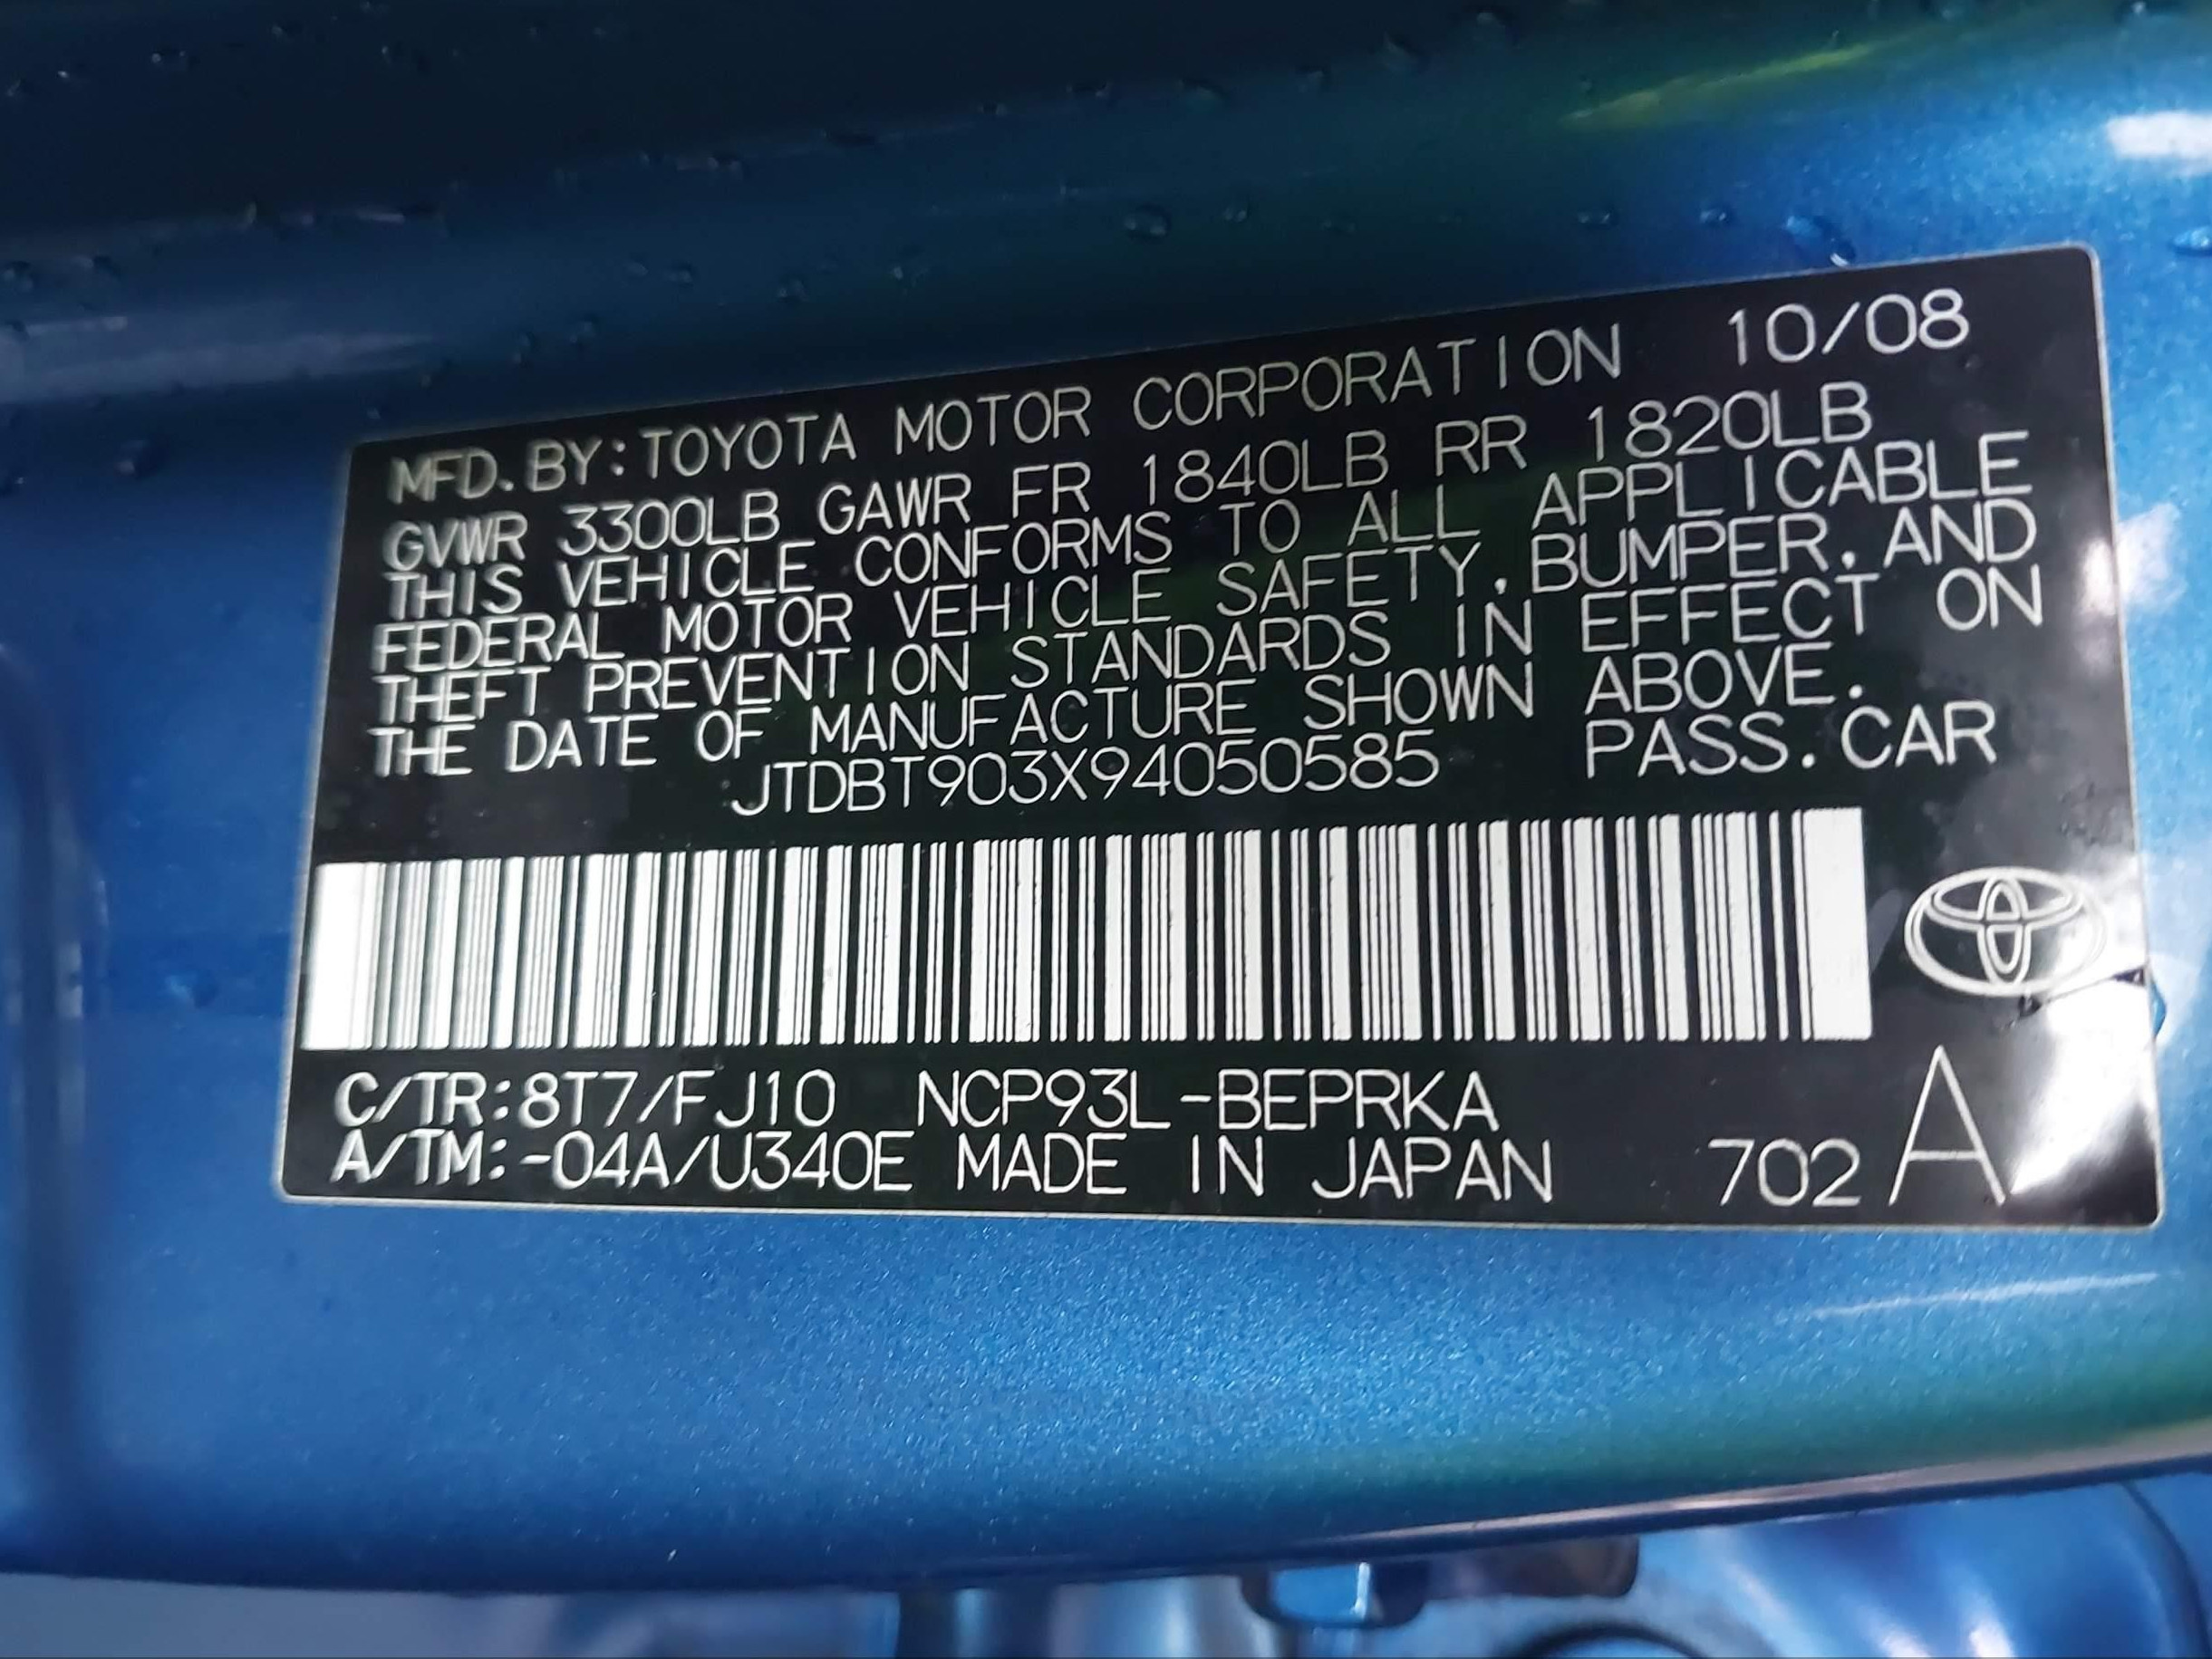 MFD. BY: TOYOTA MOTOR CORPORATION 10/08
GVWR 3300LB GAWR FR 1840LB RR 1820LB
THIS VEHICLE CONFORMS TO ALL APPLICABLE
FEDERAL MOTOR VEHICLE SAFETY, BUMPER, AND
THEFT PREVENTION STANDARDS IN EFFECT ON
THE DATE OF MANUFACTURE SHOWN ABOVE.
JTDBT903X94050585 PASS. CAR
C/TR: 8T7/FJ10 NCP93L-BEPRKA
A/TM: -04A/U340E MADE IN JAPAN 702 A